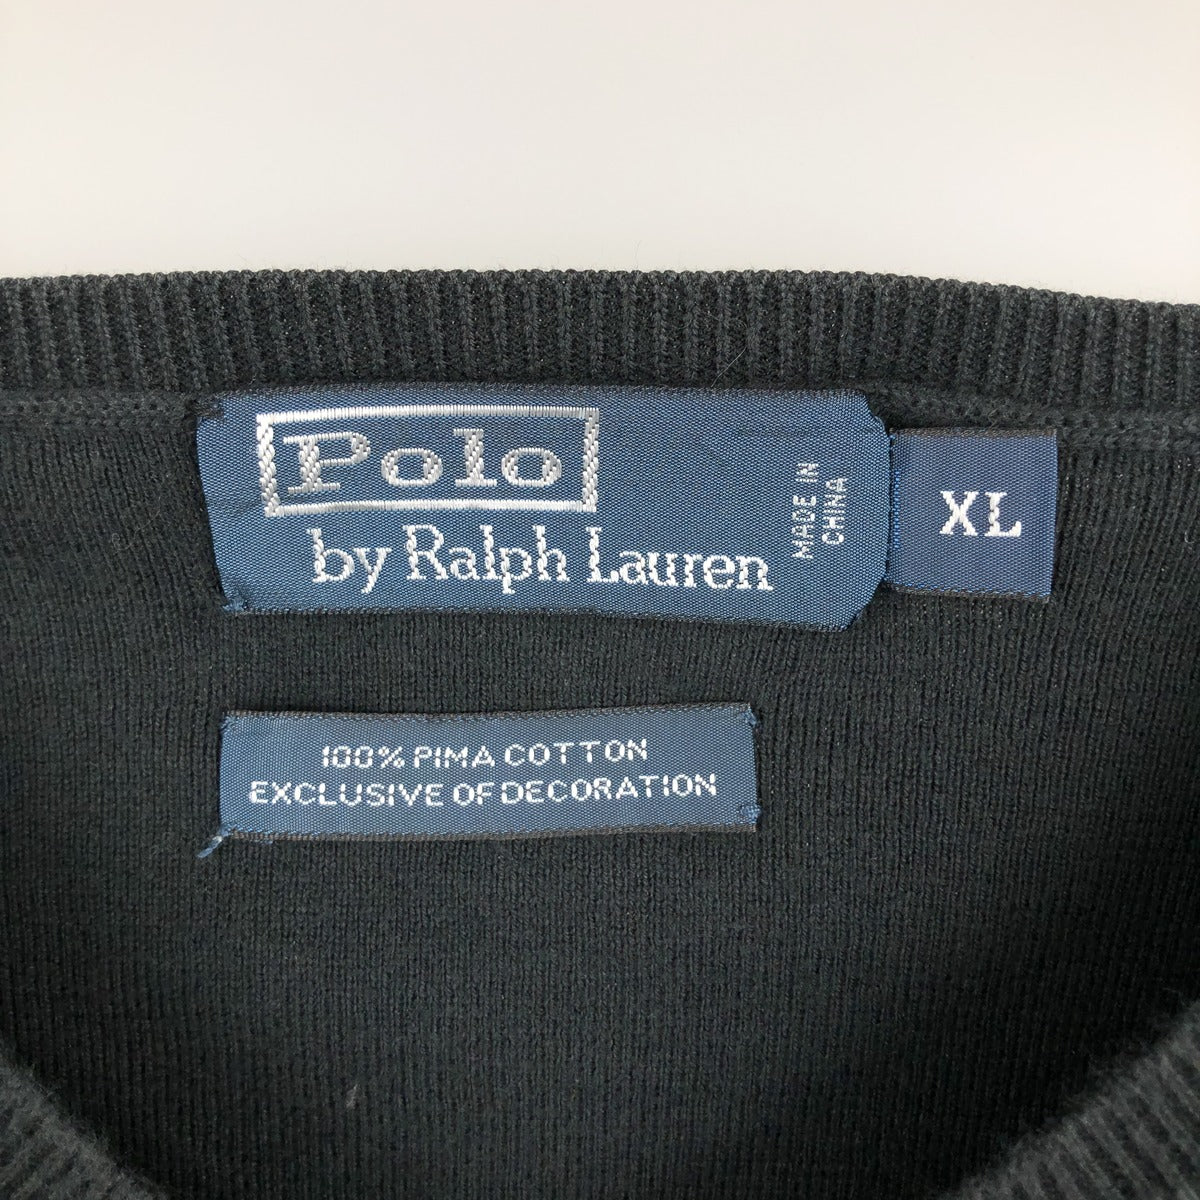 Polo
by Ralph Lauren
MADE IN
CHINA
XL
100% PIMA COTTON
EXCLUSIVE OF DECORATION